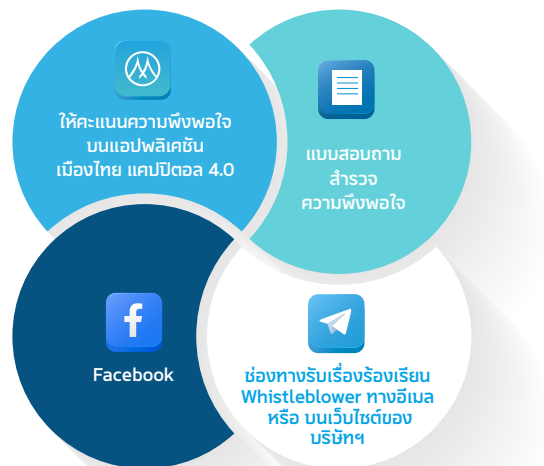 ให้คะแนนความพึงพอใจ
บนแอปพลิเคชัน
เมืองไทย แคปปิตอล 4.0
แบบสอบถาม
สำรวจ
ความพึงพอใจ
Facebook
ช่องทางรับเรื่องร้องเรียน
Whistleblower ทางอีเมล
หรือ บนเว็บไซต์ของ
บริษัทฯ